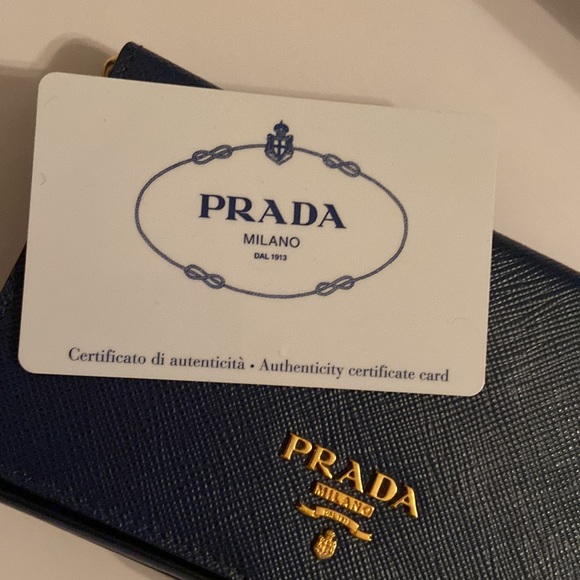 PRADA
MILANO
DAL 1913
Certificato di autenticità • Authenticity certificate card
PRADA
MILANO